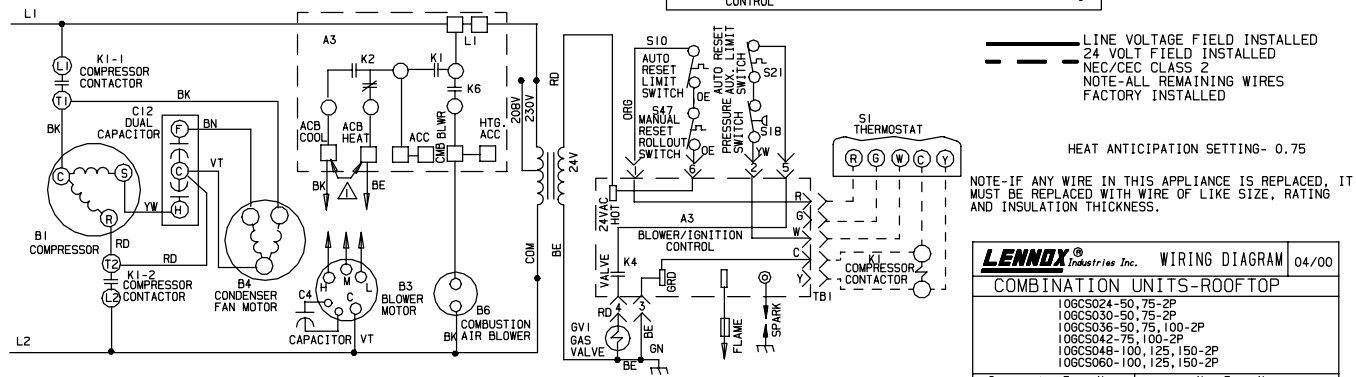 CONTROL
L1
K1-1
COMPRESSOR
CONTACTOR
L1
T1
BK
BK
C12
DUAL
CAPACITOR
F
C
H
BN
VT
BK
C
S
R
YW
B1
COMPRESSOR
RD
T2
RD
K1-2
COMPRESSOR
CONTACTOR
L2
B4
CONDENSER
FAN MOTOR
L2
A3
K2
K1
L1
K6
ACB
COOL
ACB
HEAT
ACC
CMB BLWR
HTG.
ACC
1
BK
BE
H
M
L
C
C4
CAPACITOR
VT
B3
BLOWER
MOTOR
B6
COMBUSTION
AIR BLOWER
BK
RD
208V
230V
24V
COM
BE
S10
AUTO
RESET
LIMIT
SWITCH
ORG
OE
S47
MANUAL
RESET
ROLLOUT
SWITCH
OE
AUTO RESET
AUX. LIMIT
SWITCH
S21
PRESSURE
SWITCH
S18
YW
6
2
5
24VAC
HOT
A3
BLOWER/IGNITION
CONTROL
R
G
W
C
Y
TB1
VALVE
K4
GRD
RD
4
3
BE
GV1
GAS
VALVE
BE
GN
FLAME
SPARK
S1
THERMOSTAT
R G W C Y
K1
COMPRESSOR
CONTACTOR
LINE VOLTAGE FIELD INSTALLED
24 VOLT FIELD INSTALLED
NEC/CEC CLASS 2
NOTE-ALL REMAINING WIRES
FACTORY INSTALLED
HEAT ANTICIPATION SETTING- 0.75
NOTE-IF ANY WIRE IN THIS APPLIANCE IS REPLACED, IT
MUST BE REPLACED WITH WIRE OF LIKE SIZE, RATING
AND INSULATION THICKNESS.
LENNOX® Industries Inc. WIRING DIAGRAM 04/00
COMBINATION UNITS-ROOFTOP
10GCS024-50,75-2P
10GCS030-50,75-2P
10GCS036-50,75,100-2P
10GCS042-75,100-2P
10GCS048-100,125,150-2P
10GCS060-100,125,150-2P